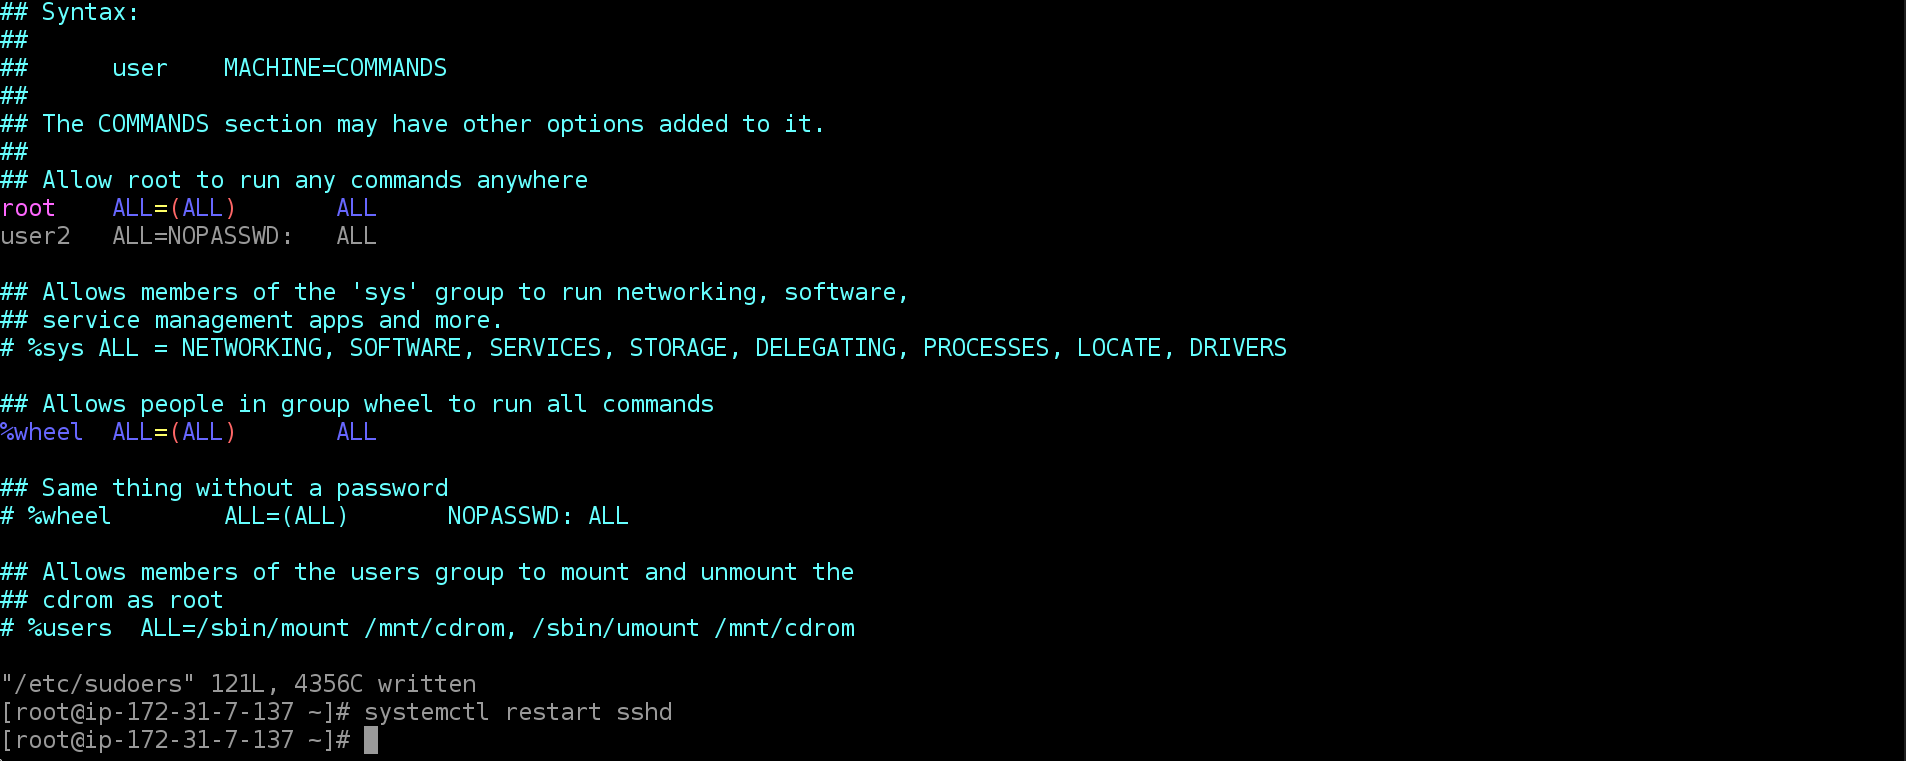 ## Syntax:
##
##      user    MACHINE=COMMANDS
##
## The COMMANDS section may have other options added to it.
##
## Allow root to run any commands anywhere
root    ALL=(ALL)       ALL
user2   ALL=NOPASSWD:   ALL

## Allows members of the 'sys' group to run networking, software,
## service management apps and more.
# %sys ALL = NETWORKING, SOFTWARE, SERVICES, STORAGE, DELEGATING, PROCESSES, LOCATE, DRIVERS

## Allows people in group wheel to run all commands
%wheel  ALL=(ALL)       ALL

## Same thing without a password
# %wheel        ALL=(ALL)       NOPASSWD: ALL

## Allows members of the users group to mount and unmount the
## cdrom as root
# %users  ALL=/sbin/mount /mnt/cdrom, /sbin/umount /mnt/cdrom

"/etc/sudoers" 121L, 4356C written
[root@ip-172-31-7-137 ~]# systemctl restart sshd
[root@ip-172-31-7-137 ~]#